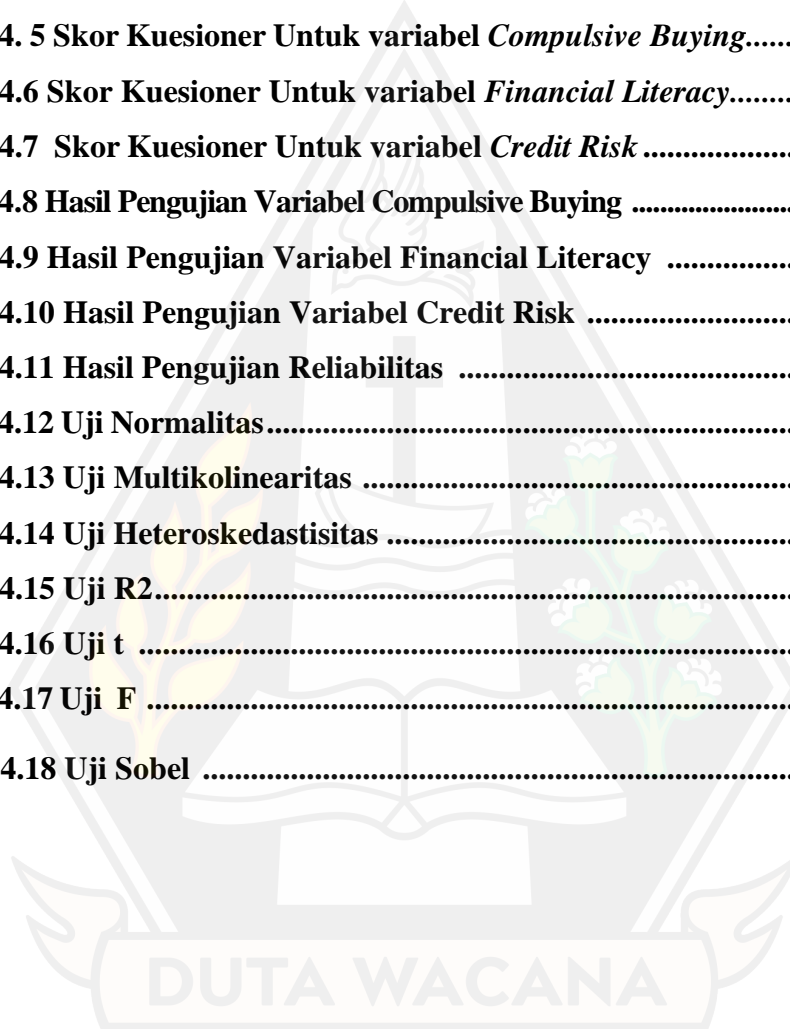 4. 5 Skor Kuesioner Untuk variabel Compulsive Buying......
4.6 Skor Kuesioner Untuk variabel Financial Literacy........
4.7 Skor Kuesioner Untuk variabel Credit Risk ...................
4.8 Hasil Pengujian Variabel Compulsive Buying .......................
4.9 Hasil Pengujian Variabel Financial Literacy ................
4.10 Hasil Pengujian Variabel Credit Risk ..........................
4.11 Hasil Pengujian Reliabilitas ..........................................
4.12 Uji Normalitas..................................................................
4.13 Uji Multikolinearitas ......................................................
4.14 Uji Heteroskedastisitas ...................................................
4.15 Uji R2................................................................................
4.16 Uji t ..................................................................................
4.17 Uji F .................................................................................
4.18 Uji Sobel ..........................................................................
DUTA WACANA